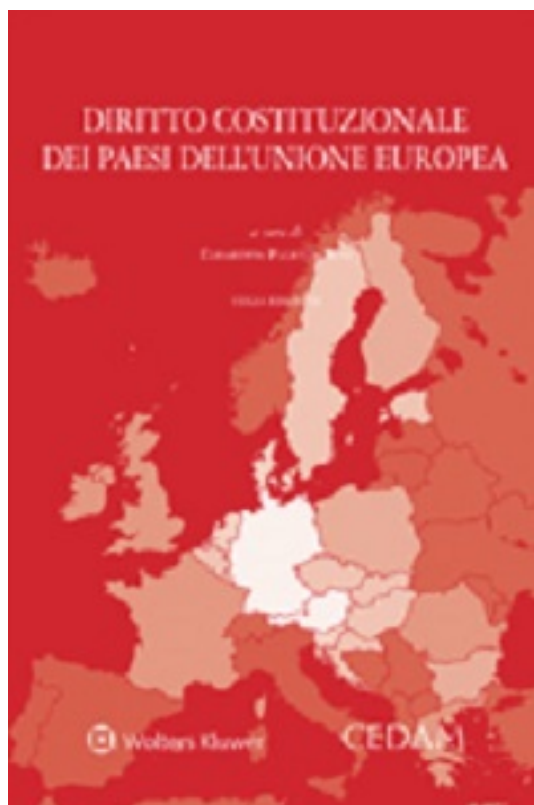 DIRITTO COSTITUZIONALE
DEI PAESI DELL'UNIONE EUROPEA
a cura di
Wolters Kluwer
CEDAM